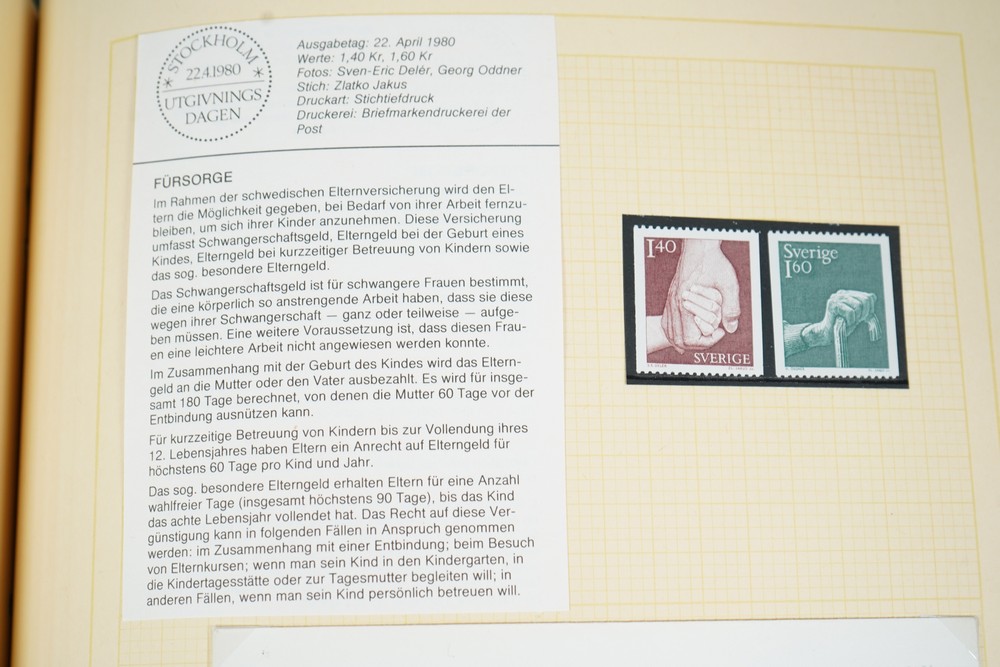 STOCKHOLM
22.4.1980
UTGIVNINGS
DAGEN
Ausgabetag: 22. April 1980
Werte: 1,40 Kr, 1,60 Kr
Fotos: Sven-Eric Delér, Georg Oddner
Stich: Zlatko Jakus
Druckart: Stichtiefdruck
Druckerei: Briefmarkendruckerei der
Post
FÜRSORGE
Im Rahmen der schwedischen Elternversicherung wird den El-
tern die Möglichkeit gegeben, bei Bedarf von ihrer Arbeit fernzu-
bleiben, um sich ihrer Kinder anzunehmen. Diese Versicherung
umfasst Schwangerschaftsgeld, Elterngeld bei der Geburt eines
Kindes, Elterngeld bei kurzzeitiger Betreuung von Kindern sowie
das sog. besondere Elterngeld.
Das Schwangerschaftsgeld ist für schwangere Frauen bestimmt,
die eine körperlich so anstrengende Arbeit haben, dass sie diese
wegen ihrer Schwangerschaft — ganz oder teilweise — aufge-
ben müssen. Eine weitere Voraussetzung ist, dass diesen Frau-
en eine leichtere Arbeit nicht angewiesen werden konnte.
Im Zusammenhang mit der Geburt des Kindes wird das Eltern-
geld an die Mutter oder den Vater ausbezahlt. Es wird für insge-
samt 180 Tage berechnet, von denen die Mutter 60 Tage vor der
Entbindung ausnützen kann.
Für kurzzeitige Betreuung von Kindern bis zur Vollendung ihres
12. Lebensjahres haben Eltern ein Anrecht auf Elterngeld für
höchstens 60 Tage pro Kind und Jahr.
Das sog. besondere Elterngeld erhalten Eltern für eine Anzahl
wahlfreier Tage (insgesamt höchstens 90 Tage), bis das Kind
das achte Lebensjahr vollendet hat. Das Recht auf diese Ver-
günstigung kann in folgenden Fällen in Anspruch genommen
werden: im Zusammenhang mit einer Entbindung; beim Besuch
von Elternkursen; wenn man sein Kind in den Kindergarten, in
die Kindertagesstätte oder zur Tagesmutter begleiten will; in
anderen Fällen, wenn man sein Kind persönlich betreuen will.
140
SVERIGE
Sverige
160